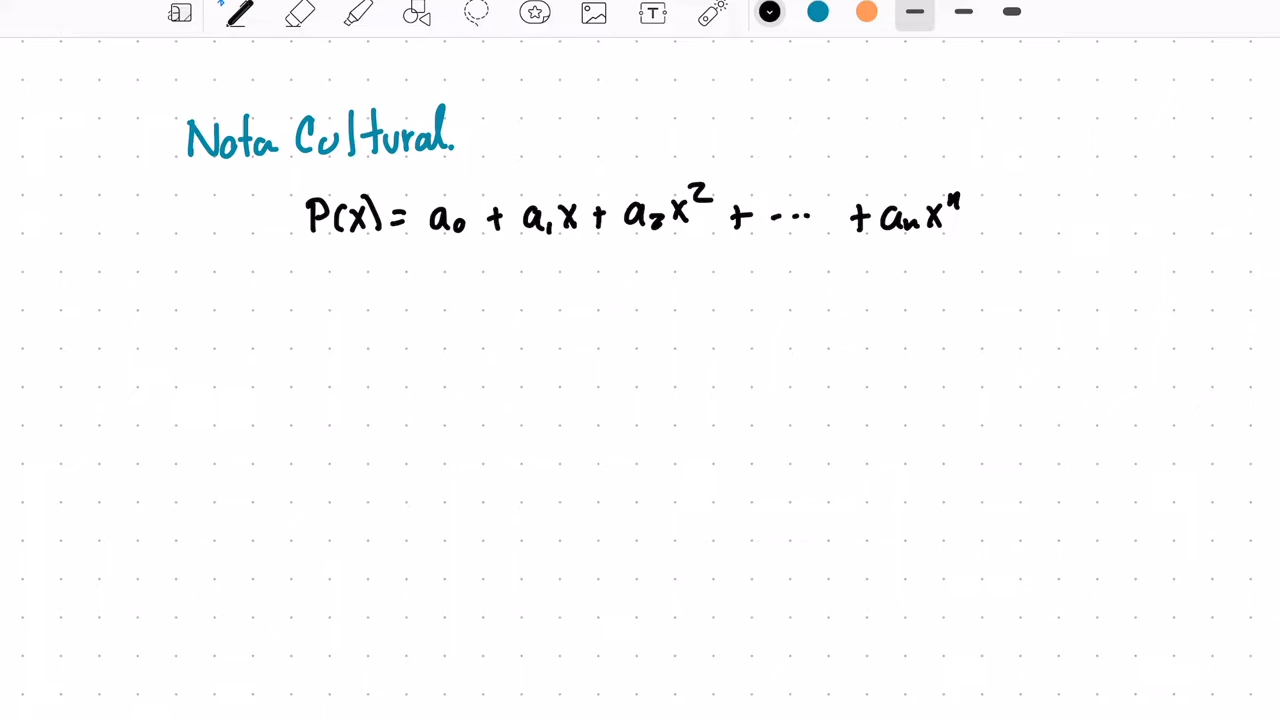 Nota Cultural.
P(x) = a₀ + a₁x + a₂x² + ... + aₙxⁿ